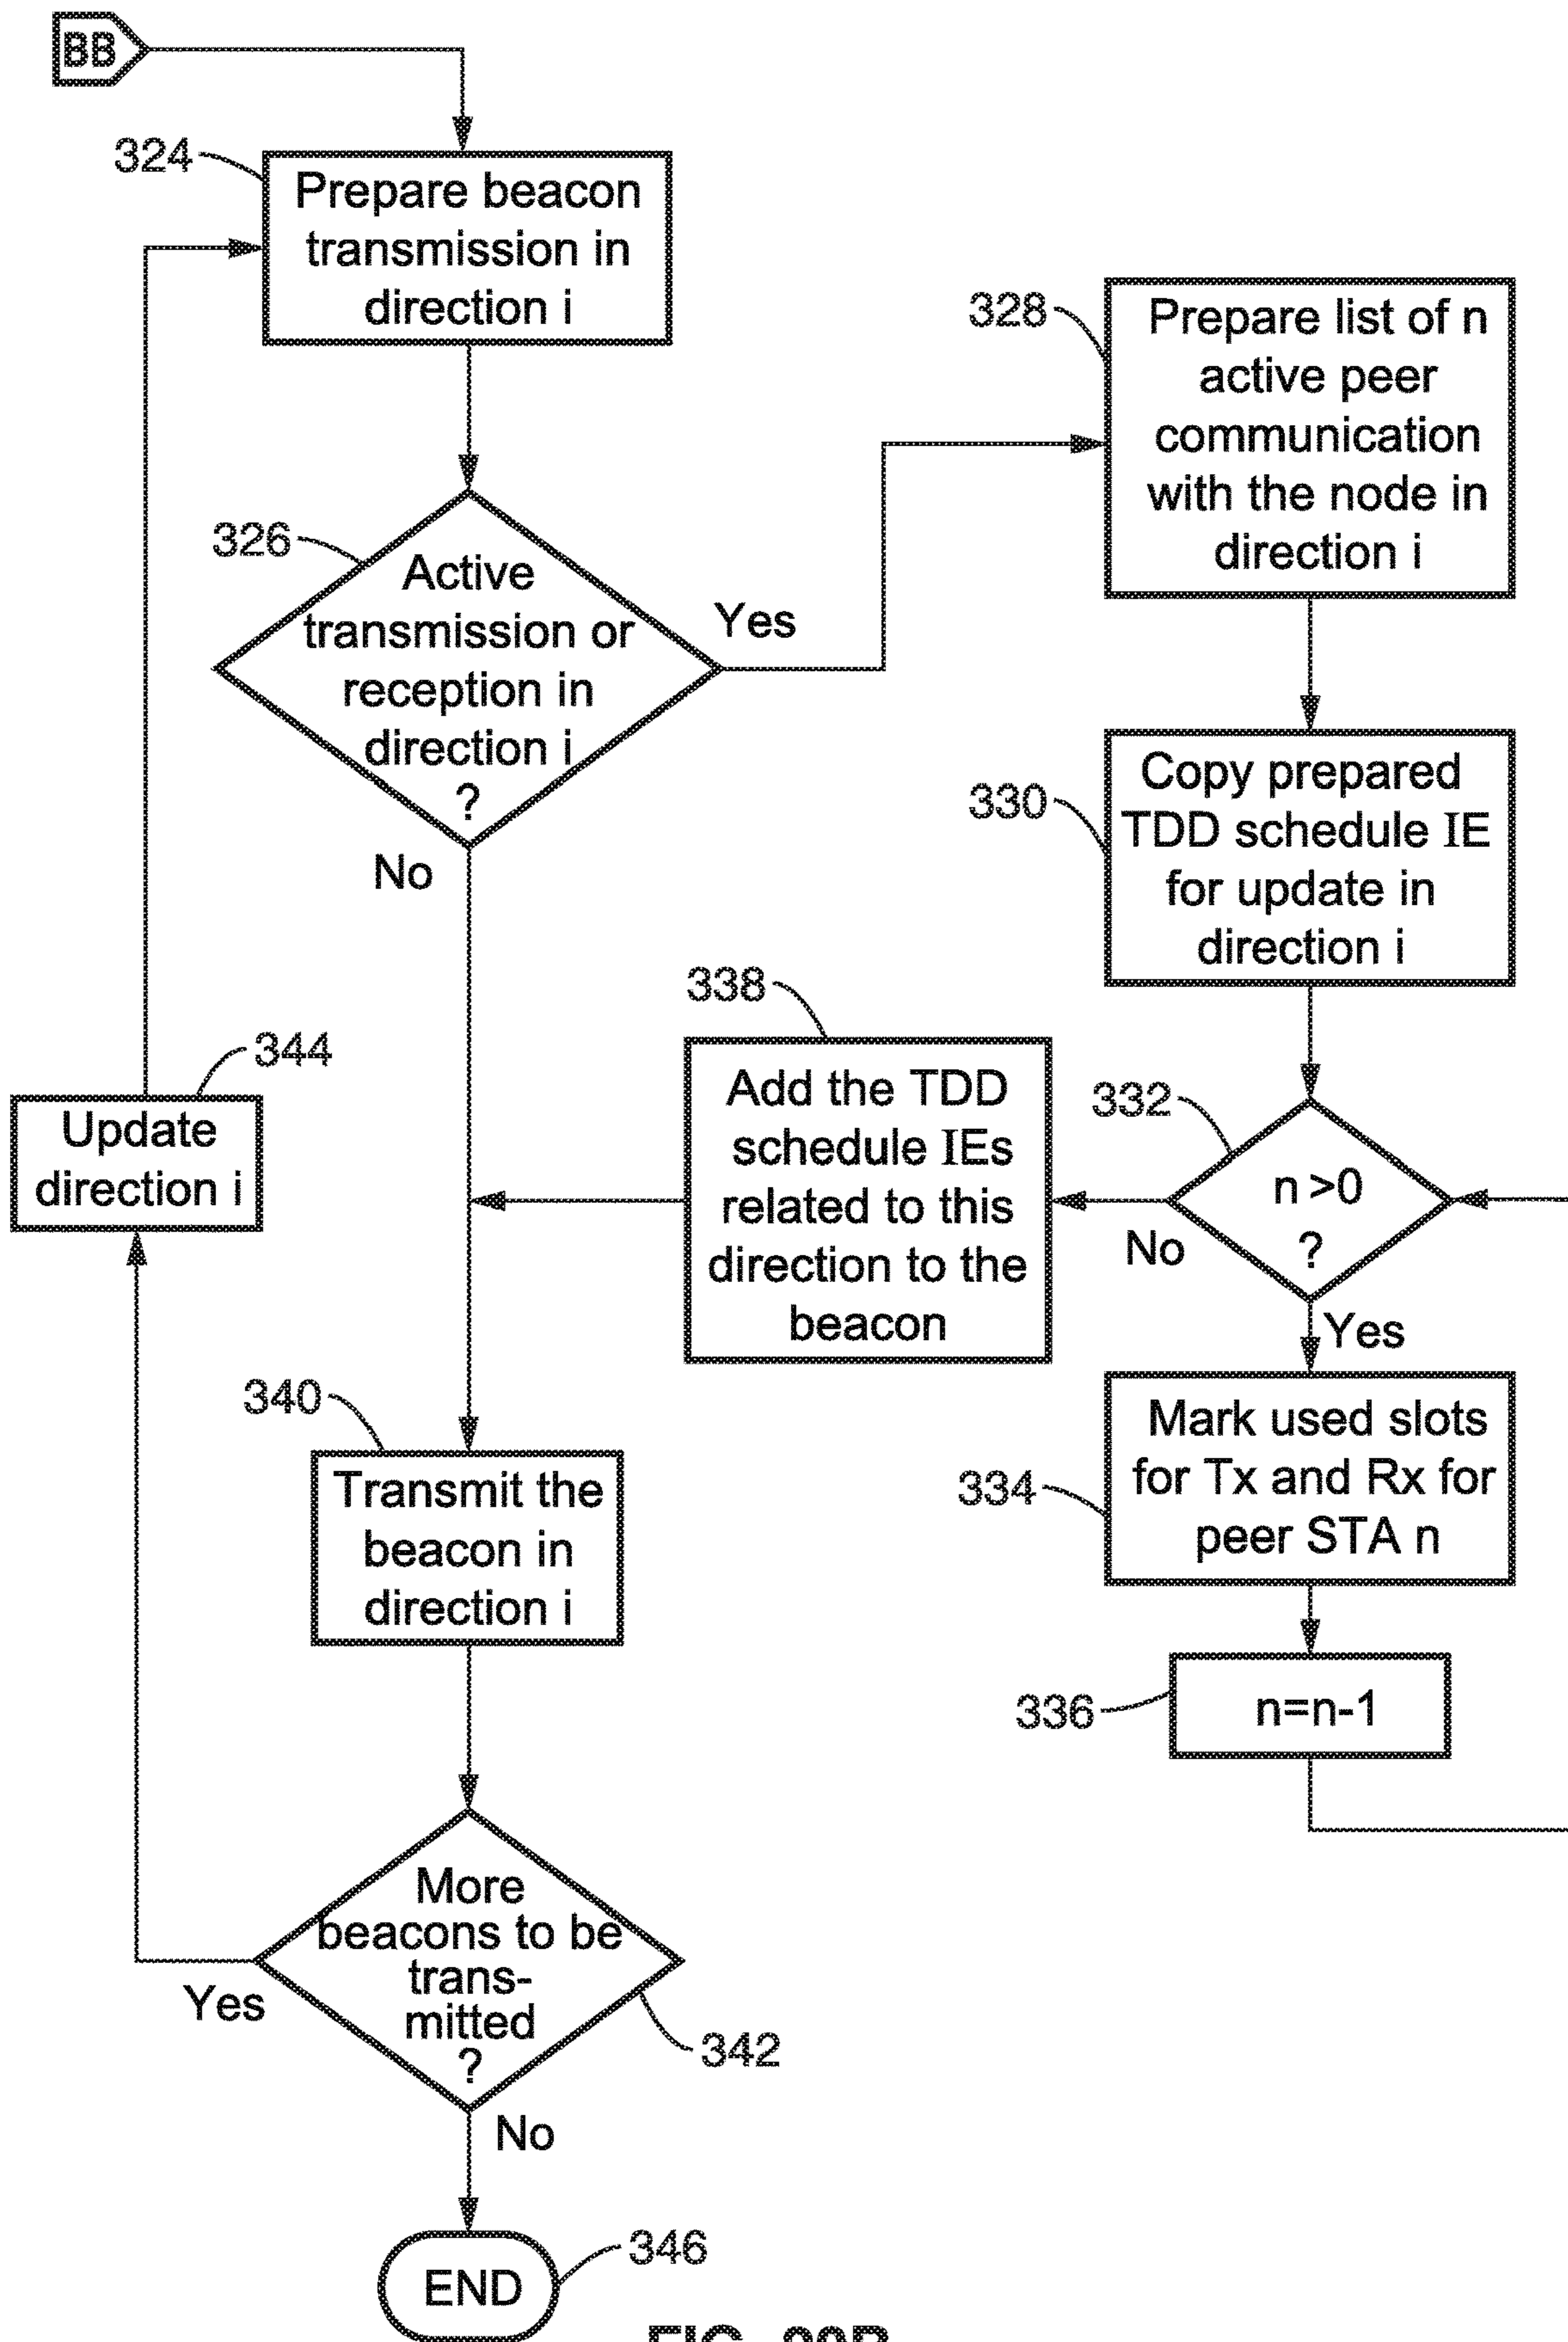 BB
324
Prepare beacon
transmission in
direction i
326
Active
transmission or
reception in
direction i
?
Yes
No
328
Prepare list of n
active peer
communication
with the node in
direction i
330
Copy prepared
TDD schedule IE
for update in
direction i
332
n >0
?
No
Yes
338
Add the TDD
schedule IEs
related to this
direction to the
beacon
334
Mark used slots
for Tx and Rx for
peer STA n
336
n=n-1
344
Update
direction i
340
Transmit the
beacon in
direction i
More
beacons to be
trans-
mitted
?
342
Yes
No
END
346